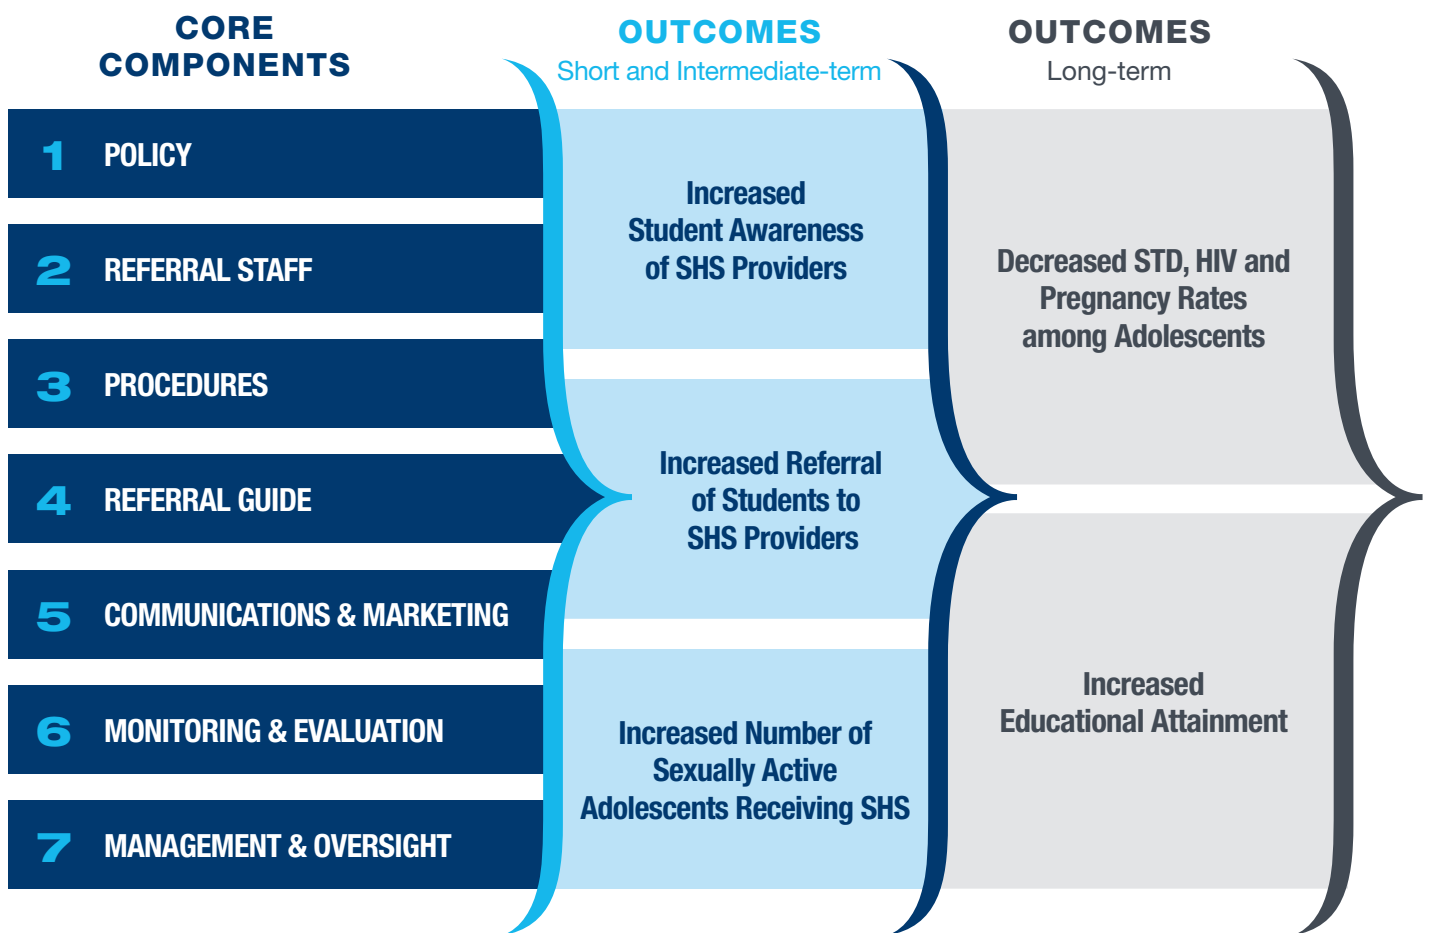 CORE
COMPONENTS
1 POLICY
2 REFERRAL STAFF
3 PROCEDURES
4 REFERRAL GUIDE
5 COMMUNICATIONS & MARKETING
6 MONITORING & EVALUATION
7 MANAGEMENT & OVERSIGHT
OUTCOMES
Short and Intermediate-term
Increased
Student Awareness
of SHS Providers
Increased Referral
of Students to
SHS Providers
Increased Number of
Sexually Active
Adolescents Receiving SHS
OUTCOMES
Long-term
Decreased STD, HIV and
Pregnancy Rates
among Adolescents
Increased
Educational Attainment